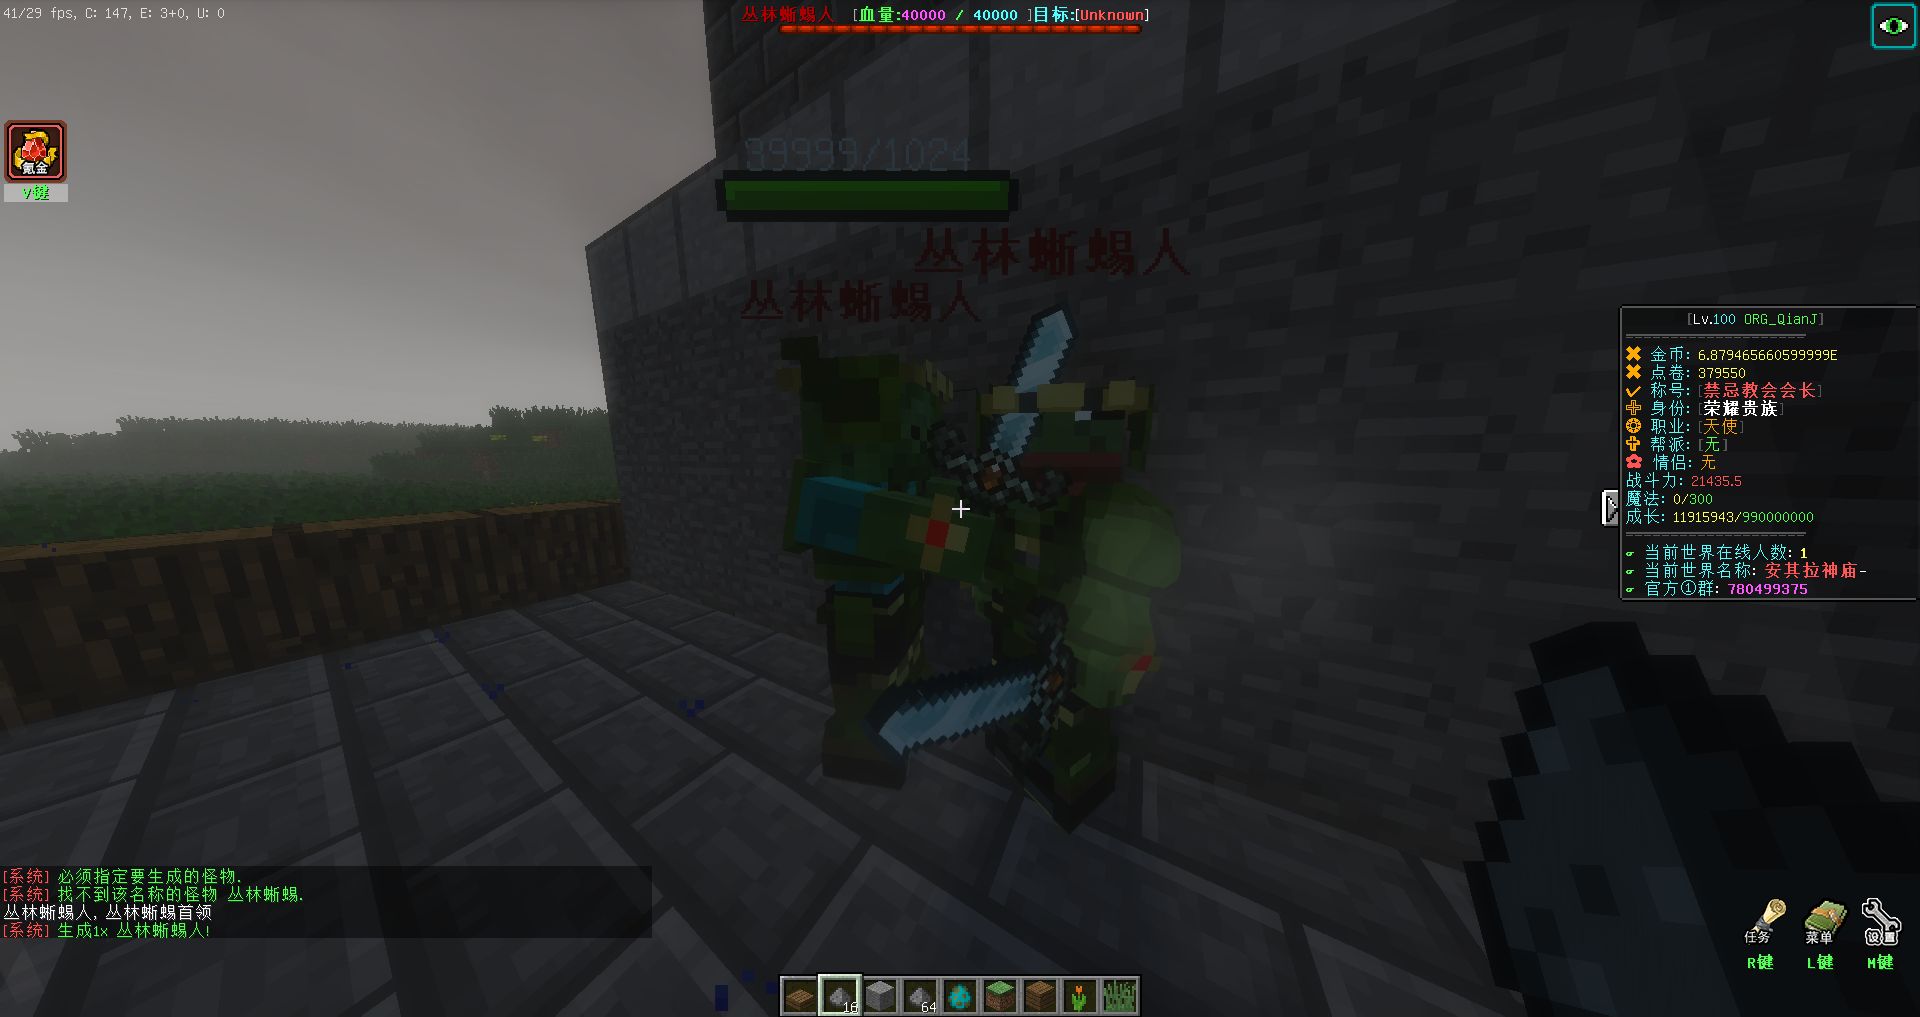 41/29 fps, C: 147, E: 3+0, U: 0
丛林蜥蜴人 [血量:40000 / 40000 ]目标:[Unknown]
氪金
V键
39999/1024
丛林蜥蜴人
丛林蜥蜴人
[Lv.100 ORG_QianJ]
金币: 6.879465660599999E
点卷: 379550
称号: [禁忌教会会长]
身份: [荣耀贵族]
职业: [天使]
帮派: [无]
情侣: 无
战斗力: 21435.5
魔法: 0/300
成长: 11915943/990000000
当前世界在线人数: 1
当前世界名称: 安其拉神庙-
官方①群: 780499375
[系统] 必须指定要生成的怪物.
[系统] 找不到该名称的怪物 丛林蜥蜴.
丛林蜥蜴人, 丛林蜥蜴首领
[系统] 生成1x 丛林蜥蜴人!
任务 菜单 设置
R键 L键 M键
16 64